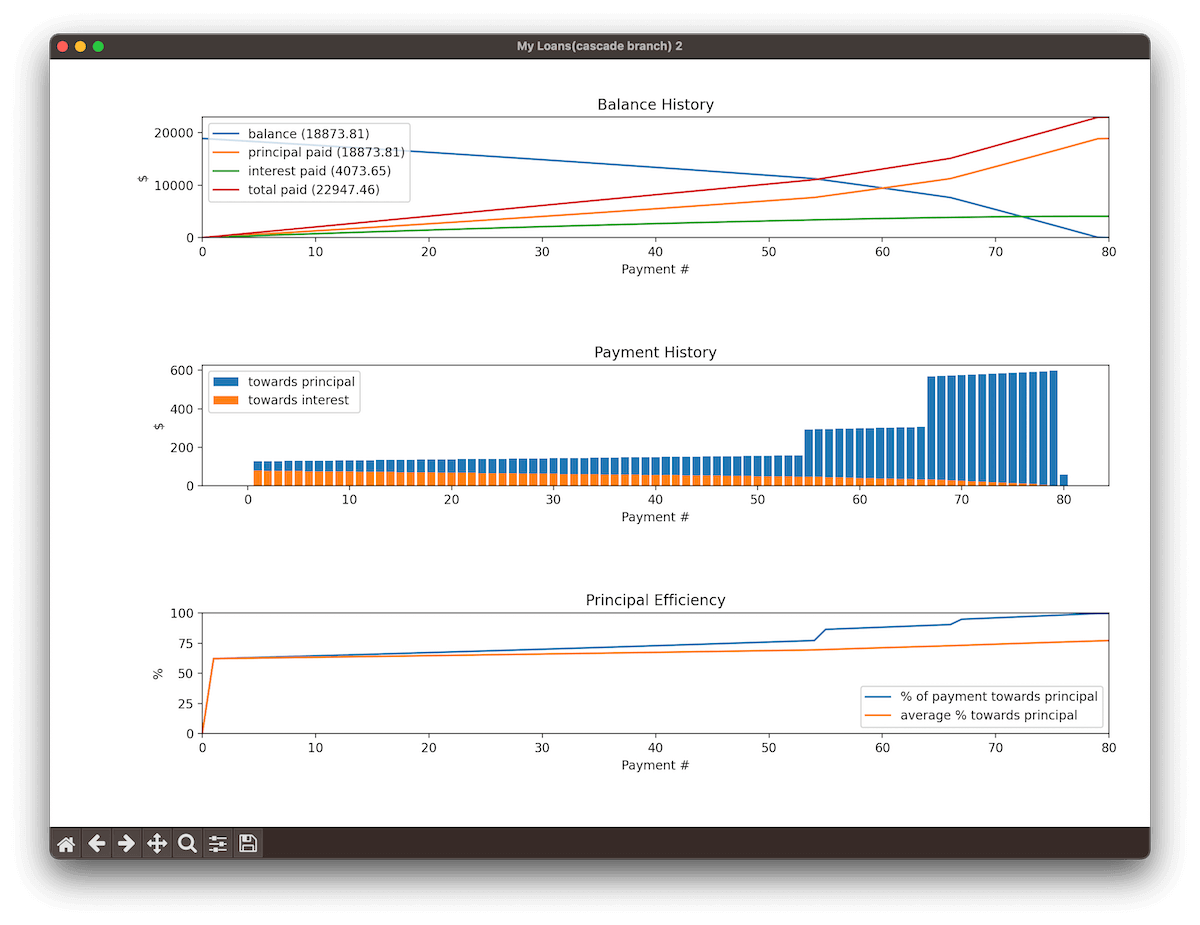 My Loans(cascade branch) 2
Balance History
20000
10000
0
$
balance (18873.81)
principal paid (18873.81)
interest paid (4073.65)
total paid (22947.46)
0 10 20 30 40 50 60 70 80
Payment #
Payment History
600
400
200
0
$
towards principal
towards interest
0 10 20 30 40 50 60 70 80
Payment #
Principal Efficiency
100
75
50
25
0
%
% of payment towards principal
average % towards principal
0 10 20 30 40 50 60 70 80
Payment #